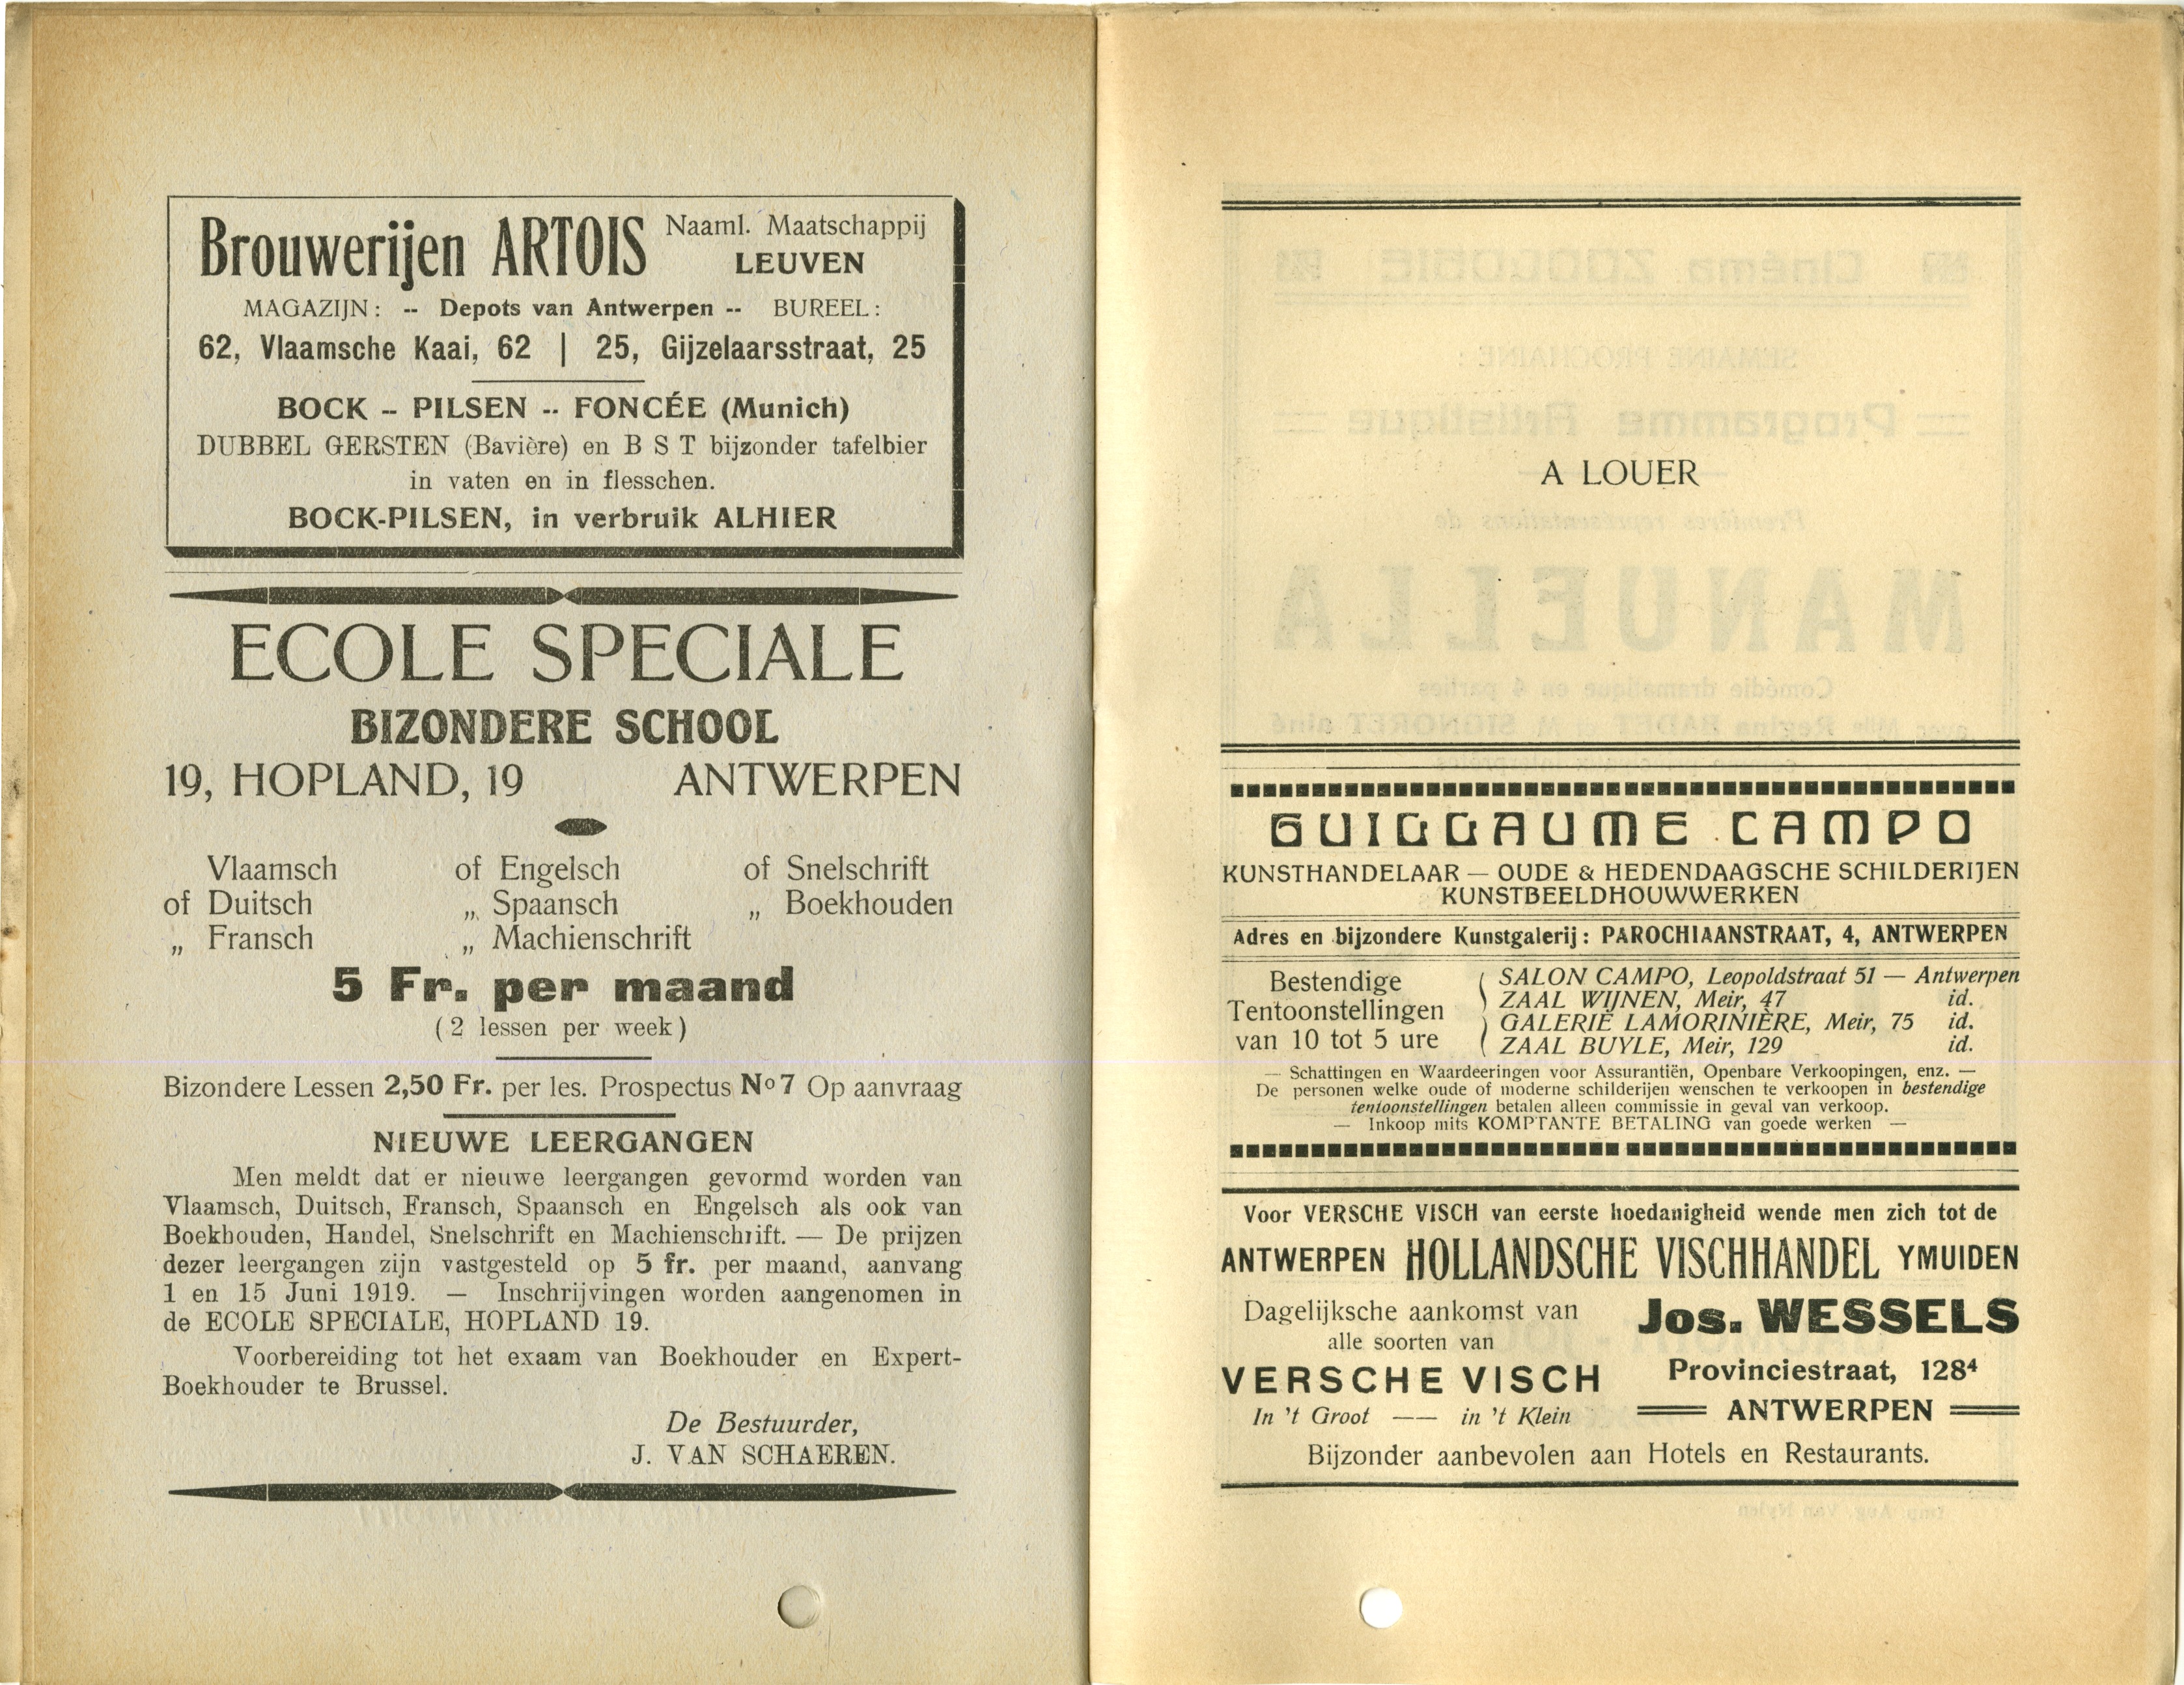 Brouwerijen ARTOIS Naaml. Maatschappij
LEUVEN
MAGAZIJN: -- Depots van Antwerpen -- BUREEL:
62, Vlaamsche Kaai, 62 | 25, Gijzelaarsstraat, 25
BOCK -- PILSEN -- FONCÉE (Munich)
DUBBEL GERSTEN (Bavière) en B S T bijzonder tafelbier
in vaten en in flesschen.
BOCK-PILSEN, in verbruik ALHIER
ECOLE SPECIALE
BIZONDERE SCHOOL
19, HOPLAND, 19 ANTWERPEN
Vlaamsch of Engelsch of Snelschrift
of Duitsch „ Spaansch „ Boekhouden
„ Fransch „ Machienschrift
5 Fr. per maand
(2 lessen per week)
Bizondere Lessen 2,50 Fr. per les. Prospectus No 7 Op aanvraag
NIEUWE LEERGANGEN
Men meldt dat er nieuwe leergangen gevormd worden van
Vlaamsch, Duitsch, Fransch, Spaansch en Engelsch als ook van
Boekhouden, Handel, Snelschrift en Machienschrift. — De prijzen
dezer leergangen zijn vastgesteld op 5 fr. per maand, aanvang
1 en 15 Juni 1919. — Inschrijvingen worden aangenomen in
de ECOLE SPECIALE, HOPLAND 19.
Voorbereiding tot het exaam van Boekhouder en Expert-
Boekhouder te Brussel.
De Bestuurder,
J. VAN SCHAEREN.
A LOUER
GUILLAUME CAMPO
KUNSTHANDELAAR — OUDE & HEDENDAAGSCHE SCHILDERIJEN
KUNSTBEELDHOUWWERKEN
Adres en bijzondere Kunstgalerij: PAROCHIAANSTRAAT, 4, ANTWERPEN
Bestendige
Tentoonstellingen
van 10 tot 5 ure
SALON CAMPO, Leopoldstraat 51 — Antwerpen
ZAAL WIJNEN, Meir, 47 id.
GALERIË LAMORINIÈRE, Meir, 75 id.
ZAAL BUYLE, Meir, 129 id.
— Schattingen en Waardeeringen voor Assurantiën, Openbare Verkoopingen, enz. —
De personen welke oude of moderne schilderijen wenschen te verkoopen in bestendige
tentoonstellingen betalen alleen commissie in geval van verkoop.
— Inkoop mits KOMPTANTE BETALING van goede werken —
Voor VERSCHE VISCH van eerste hoedanigheid wende men zich tot de
ANTWERPEN HOLLANDSCHE VISCHHANDEL YMUIDEN
Dagelijksche aankomst van
alle soorten van
VERSCHE VISCH
In 't Groot —— in 't Klein
Jos. WESSELS
Provinciestraat, 128⁴
ANTWERPEN
Bijzonder aanbevolen aan Hotels en Restaurants.